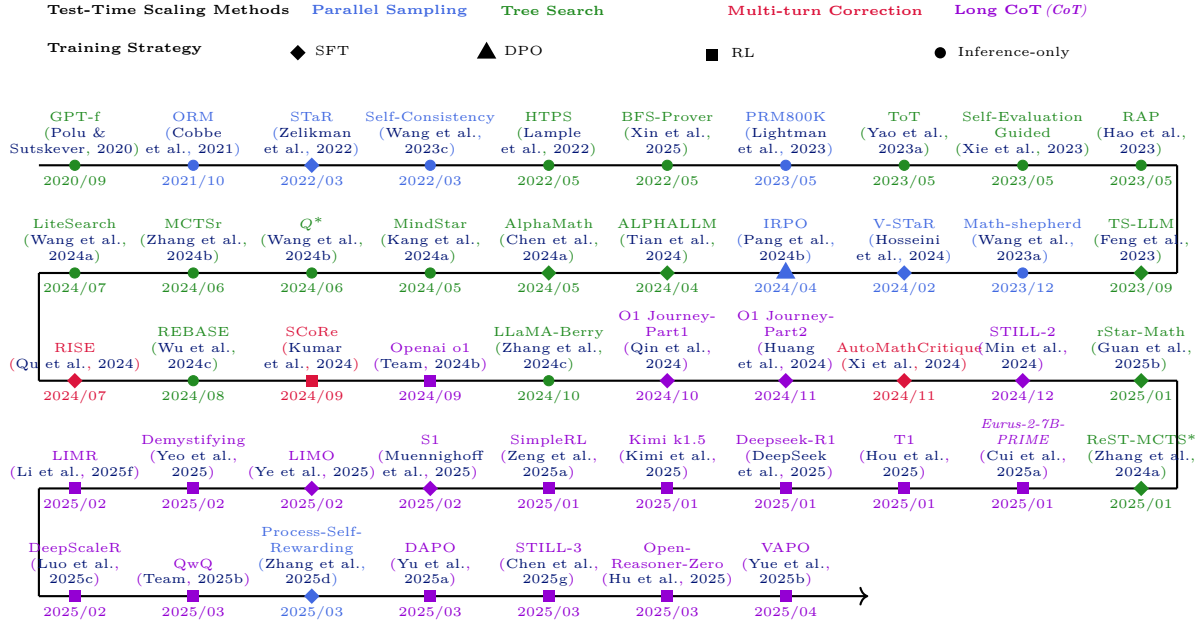 Test-Time Scaling Methods Parallel Sampling Tree Search Multi-turn Correction Long CoT (CoT)
Training Strategy SFT DPO RL Inference-only
GPT-f
(Polu &
Sutskever, 2020)
2020/09
ORM
(Cobbe
et al., 2021)
2021/10
STaR
(Zelikman
et al., 2022)
2022/03
Self-Consistency
(Wang et al.,
2023c)
2022/03
HTPS
(Lample
et al., 2022)
2022/05
BFS-Prover
(Xin et al.,
2025)
2022/05
PRM800K
(Lightman
et al., 2023)
2023/05
ToT
(Yao et al.,
2023a)
2023/05
Self-Evaluation
Guided
(Xie et al., 2023)
2023/05
RAP
(Hao et al.,
2023)
2023/05
LiteSearch
(Wang et al.,
2024a)
2024/07
MCTSr
(Zhang et al.,
2024b)
2024/06
Q*
(Wang et al.,
2024b)
2024/06
MindStar
(Kang et al.,
2024a)
2024/05
AlphaMath
(Chen et al.,
2024a)
2024/05
ALPHALLM
(Tian et al.,
2024)
2024/04
IRPO
(Pang et al.,
2024b)
2024/04
V-STaR
(Hosseini
et al., 2024)
2024/02
Math-shepherd
(Wang et al.,
2023a)
2023/12
TS-LLM
(Feng et al.,
2023)
2023/09
RISE
(Qu et al., 2024)
2024/07
REBASE
(Wu et al.,
2024c)
2024/08
SCoRe
(Kumar
et al., 2024)
2024/09
Openai o1
(Team, 2024b)
2024/09
LLaMA-Berry
(Zhang et al.,
2024c)
2024/10
O1 Journey-
Part1
(Qin et al.,
2024)
2024/10
O1 Journey-
Part2
(Huang
et al., 2024)
2024/11
AutoMathCritique
(Xi et al., 2024)
2024/11
STILL-2
(Min et al.,
2024)
2024/12
rStar-Math
(Guan et al.,
2025b)
2025/01
LIMR
(Li et al., 2025f)
2025/02
Demystifying
(Yeo et al.,
2025)
2025/02
LIMO
(Ye et al., 2025)
2025/02
S1
(Muennighoff
et al., 2025)
2025/02
SimpleRL
(Zeng et al.,
2025a)
2025/01
Kimi k1.5
(Kimi et al.,
2025)
2025/01
Deepseek-R1
(DeepSeek
et al., 2025)
2025/01
T1
(Hou et al.,
2025)
2025/01
Eurus-2-7B-
PRIME
(Cui et al.,
2025a)
2025/01
ReST-MCTS*
(Zhang et al.,
2024a)
2025/01
DeepScaleR
(Luo et al.,
2025c)
2025/02
QwQ
(Team, 2025b)
2025/03
Process-Self-
Rewarding
(Zhang et al.,
2025d)
2025/03
DAPO
(Yu et al.,
2025a)
2025/03
STILL-3
(Chen et al.,
2025g)
2025/03
Open-
Reasoner-Zero
(Hu et al., 2025)
2025/03
VAPO
(Yue et al.,
2025b)
2025/04